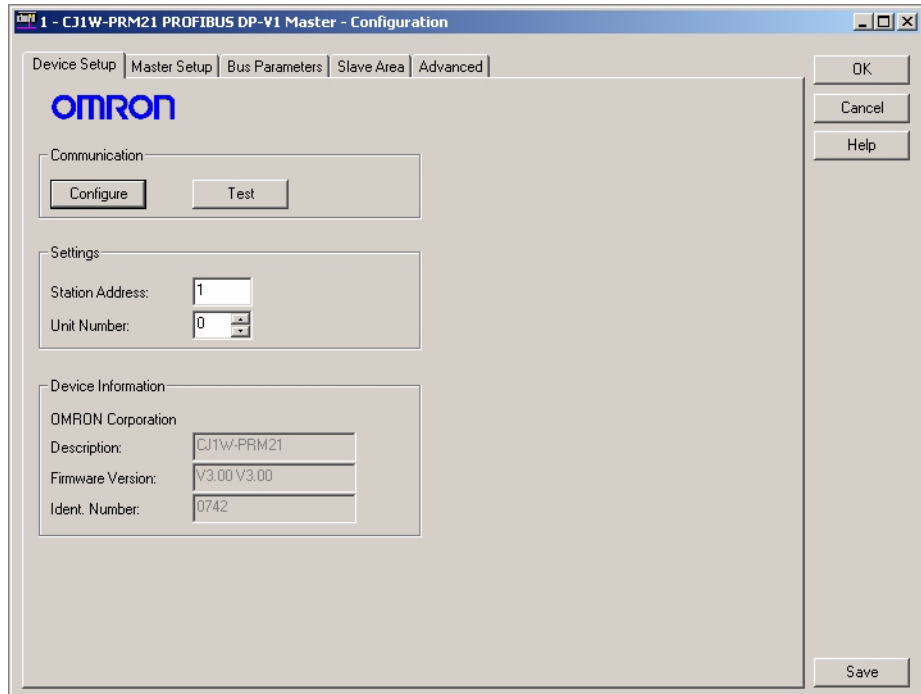 1 - CJ1W-PRM21 PROFIBUS DP-V1 Master - Configuration
Device Setup Master Setup Bus Parameters Slave Area Advanced
OK
Cancel
Help
OMRON
Communication
Configure Test
Settings
Station Address: 1
Unit Number: 0
Device Information
OMRON Corporation
Description: CJ1W-PRM21
Firmware Version: V3.00 V3.00
Ident. Number: 0742
Save